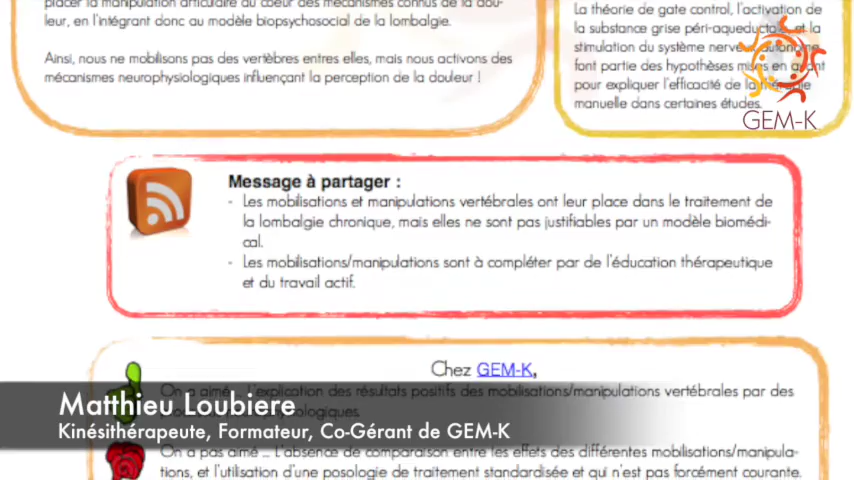 placer la manipulation articulaire au coeur des mécanismes connus de la dou-
leur, en l'intégrant donc au modèle biopsychosocial de la lombalgie.
Ainsi, nous ne mobilisons pas des vertèbres entres elles, mais nous activons des
mécanismes neurophysiologiques influençant la perception de la douleur !
La théorie de gate control, l'activation de
la substance grise péri-aqueductale, et la
stimulation du système nerveux autonome
font partie des hypothèses mises en avant
pour expliquer l'efficacité de la thérapie
manuelle dans certaines études.
GEM-K
Message à partager :
- Les mobilisations et manipulations vertébrales ont leur place dans le traitement de
la lombalgie chronique, mais elles ne sont pas justifiables par un modèle biomédi-
cal.
- Les mobilisations/manipulations sont à compléter par de l'éducation thérapeutique
et du travail actif.
Chez GEM-K,
On a aimé ... L'explication des résultats positifs des mobilisations/manipulations vertébrales par des
Matthieu Loubiere
Kinésithérapeute, Formateur, Co-Gérant de GEM-K
On a pas aimé ... L'absence de comparaison entre les effets des différentes mobilisations/manipula-
tions, et l'utilisation d'une posologie de traitement standardisée et qui n'est pas forcément courante.